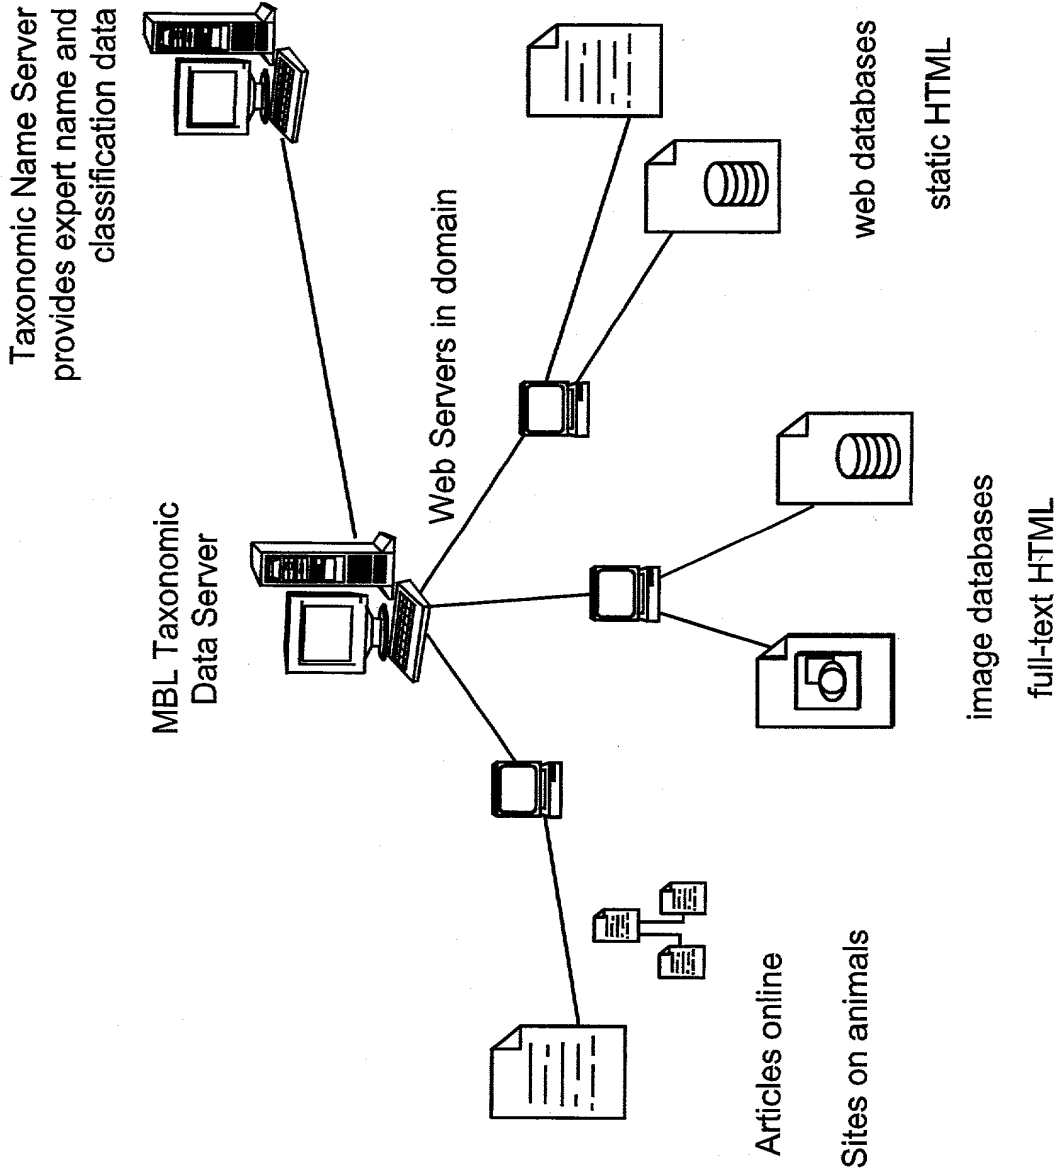 Taxonomic Name Server
provides expert name and
classification data
MBL Taxonomic
Data Server
Web Servers in domain
Articles online
Sites on animals
image databases
full-text HTML
web databases
static HTML